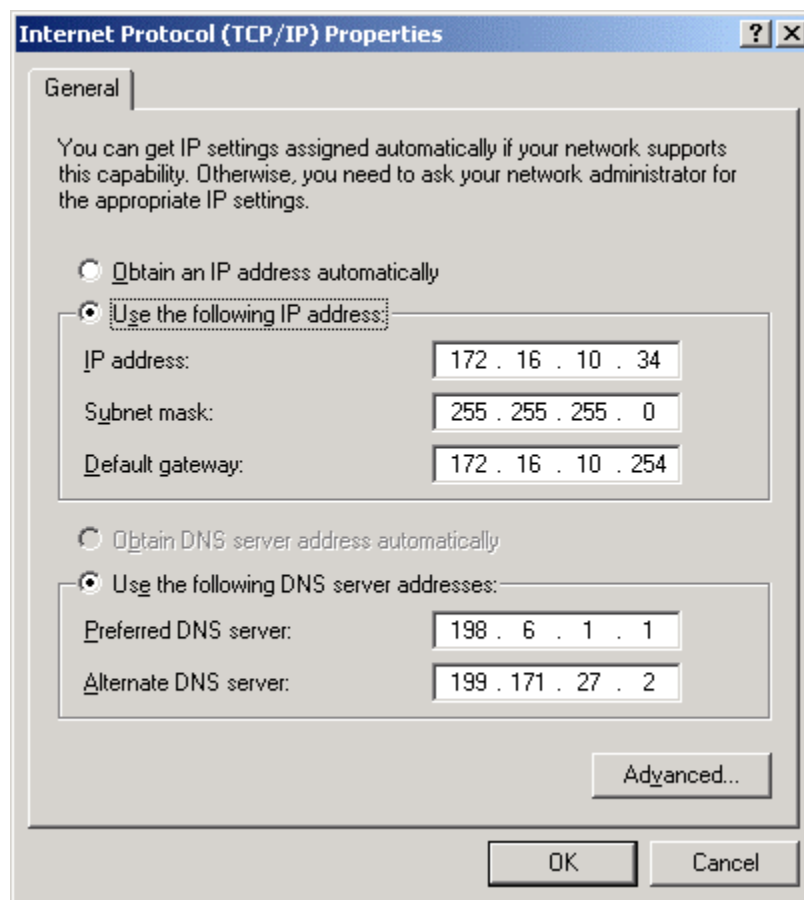 Internet Protocol (TCP/IP) Properties
General
You can get IP settings assigned automatically if your network supports
this capability. Otherwise, you need to ask your network administrator for
the appropriate IP settings.
Obtain an IP address automatically
Use the following IP address:
IP address: 172 . 16 . 10 . 34
Subnet mask: 255 . 255 . 255 . 0
Default gateway: 172 . 16 . 10 . 254
Obtain DNS server address automatically
Use the following DNS server addresses:
Preferred DNS server: 198 . 6 . 1 . 1
Alternate DNS server: 199 . 171 . 27 . 2
Advanced...
OK Cancel